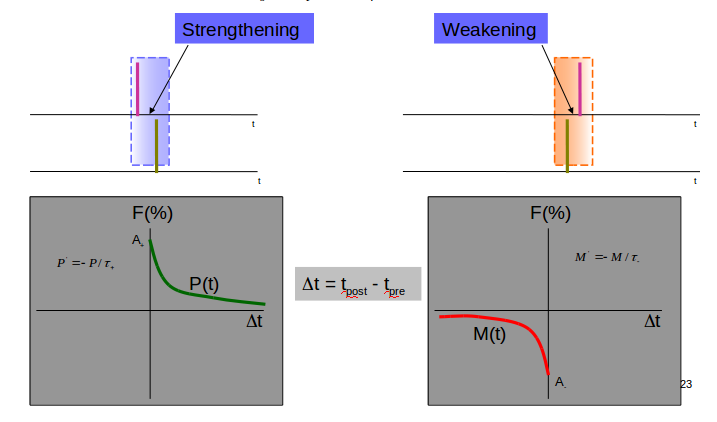 Strengthening
Weakening
t
t
t
t
F(%)
A+
P' =- P/τ+
P(t)
Δt
Δt = tpost - tpre
F(%)
M' =- M/τ-
Δt
M(t)
A-
23